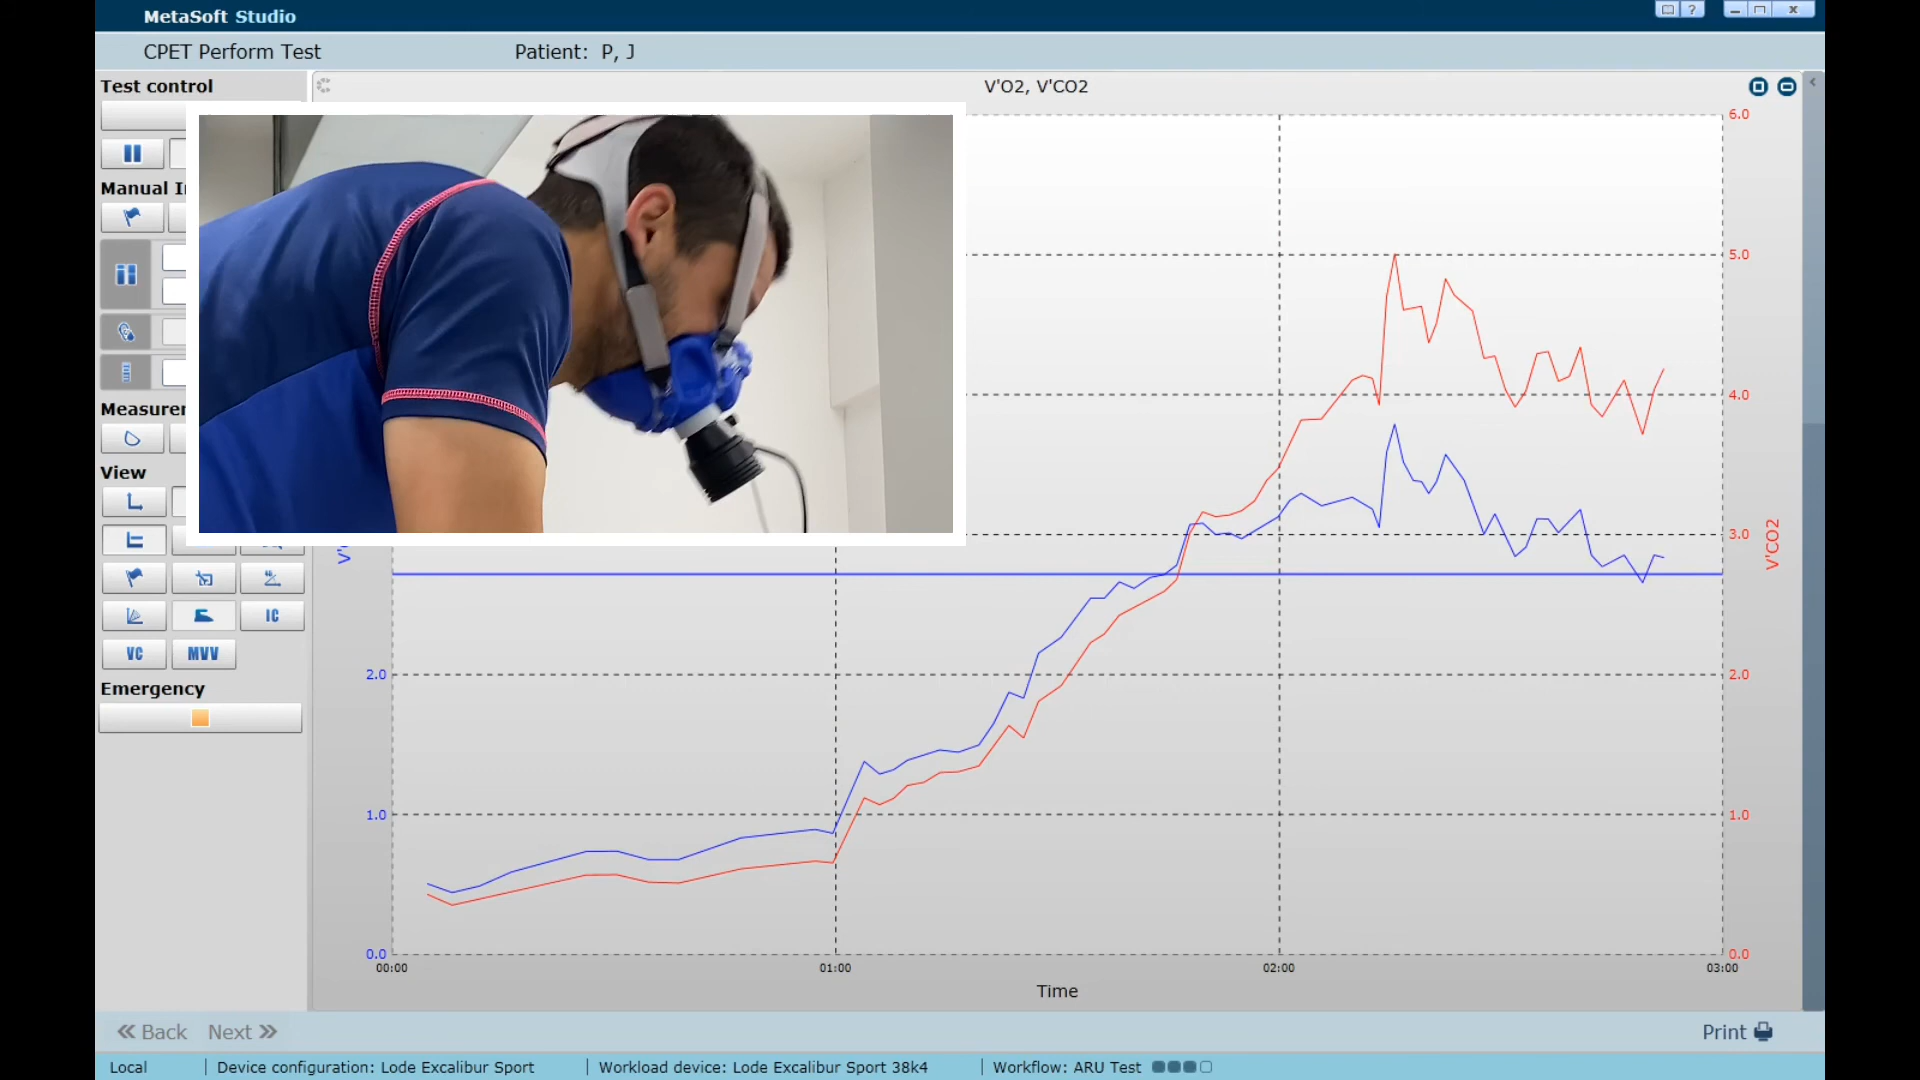 MetaSoft Studio
CPET Perform Test
Patient: P, J
Test control
V'O2, V'CO2
6.0
Manual
5.0
4.0
View
3.0
V'CO2
IC
VC
MVV
2.0
2.0
Emergency
1.0
1.0
0.0
0.0
00:00
01:00
02:00
03:00
Time
Back
Next
Print
Local
Device configuration: Lode Excalibur Sport
Workload device: Lode Excalibur Sport 38k4
Workflow: ARU Test